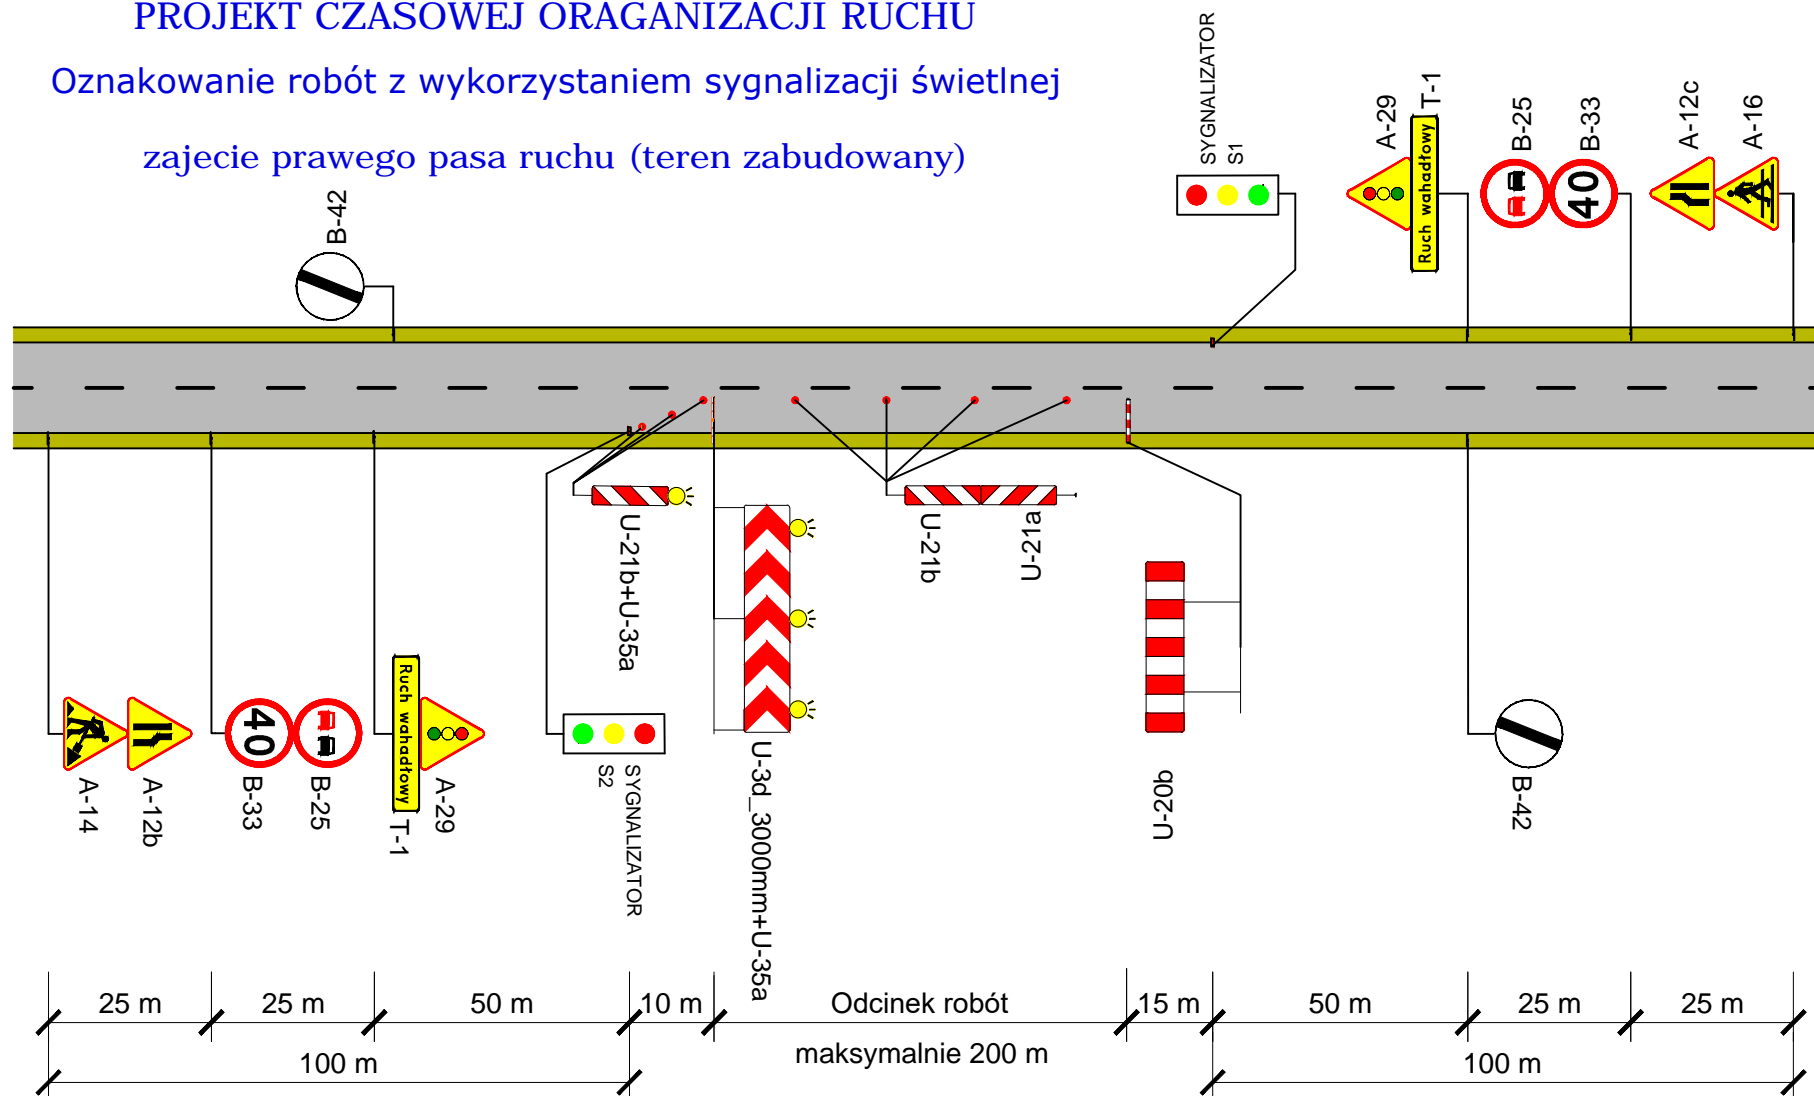 PROJEKT CZASOWEJ ORAGANIZACJI RUCHU
Oznakowanie robót z wykorzystaniem sygnalizacji świetlnej
zajecie prawego pasa ruchu (teren zabudowany)
B-42
SYGNALIZATOR
S1
A-29
Ruch wahadłowy
T-1
B-25
B-33
40
A-12c
A-16
U-21b+U-35a
U-21b
U-21a
A-14
A-12b
40
B-33
B-25
Ruch wahadłowy
T-1
A-29
S2
SYGNALIZATOR
U-3d_3000mm+U-35a
U-20b
B-42
25 m
25 m
50 m
10 m
Odcinek robót
15 m
50 m
25 m
25 m
100 m
maksymalnie 200 m
100 m